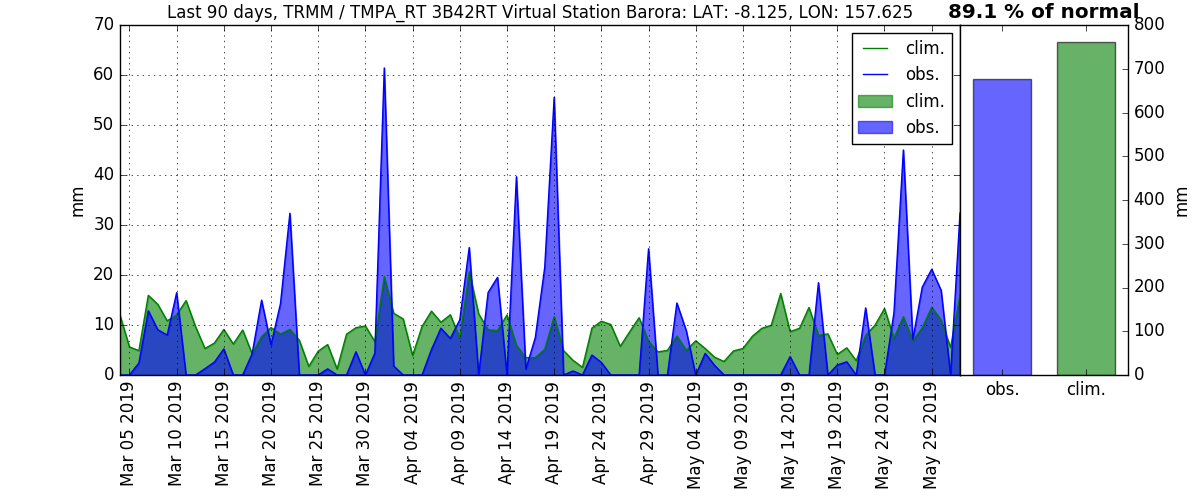 Last 90 days, TRMM / TMPA_RT 3B42RT Virtual Station Barora: LAT: -8.125, LON: 157.625
89.1 % of normal
70
60
50
40
30
20
10
0
mm
clim.
obs.
clim.
obs.
800
700
600
500
400
300
200
100
0
mm
Mar 05 2019
Mar 10 2019
Mar 15 2019
Mar 20 2019
Mar 25 2019
Mar 30 2019
Apr 04 2019
Apr 09 2019
Apr 14 2019
Apr 19 2019
Apr 24 2019
Apr 29 2019
May 04 2019
May 09 2019
May 14 2019
May 19 2019
May 24 2019
May 29 2019
obs.
clim.